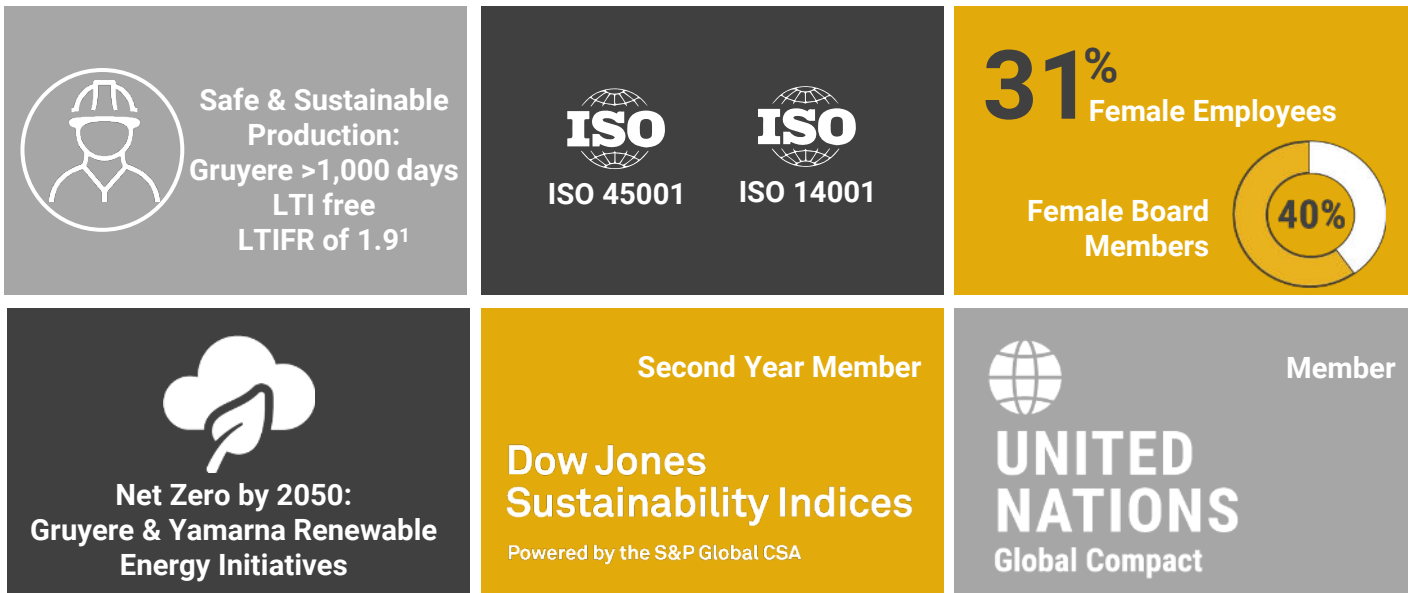 Safe & Sustainable
Production:
Gruyere >1,000 days
LTI free
LTIFR of 1.9¹
ISO
ISO 45001
ISO
ISO 14001
31%
Female Employees
Female Board
Members
40%
Net Zero by 2050:
Gruyere & Yamarna Renewable
Energy Initiatives
Second Year Member
Dow Jones
Sustainability Indices
Powered by the S&P Global CSA
Member
UNITED
NATIONS
Global Compact